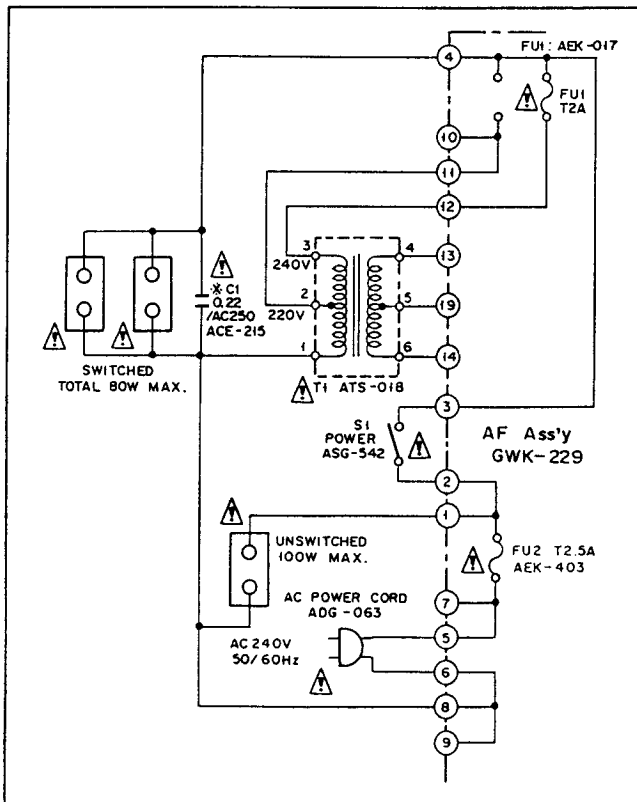 FU1: AEK-017
4
FU1
T2A
10
11
12
3
240V
4
13
※ C1
0.22
/AC250
ACE-215
2
220V
5
19
1
6
14
SWITCHED
TOTAL 80W MAX.
T1 ATS-018
3
S1
POWER
ASG-542
AF Ass'y
GWK-229
2
1
UNSWITCHED
100W MAX.
FU2 T2.5A
AEK-403
AC POWER CORD
ADG-063
7
5
AC 240V
50/60Hz
6
8
9